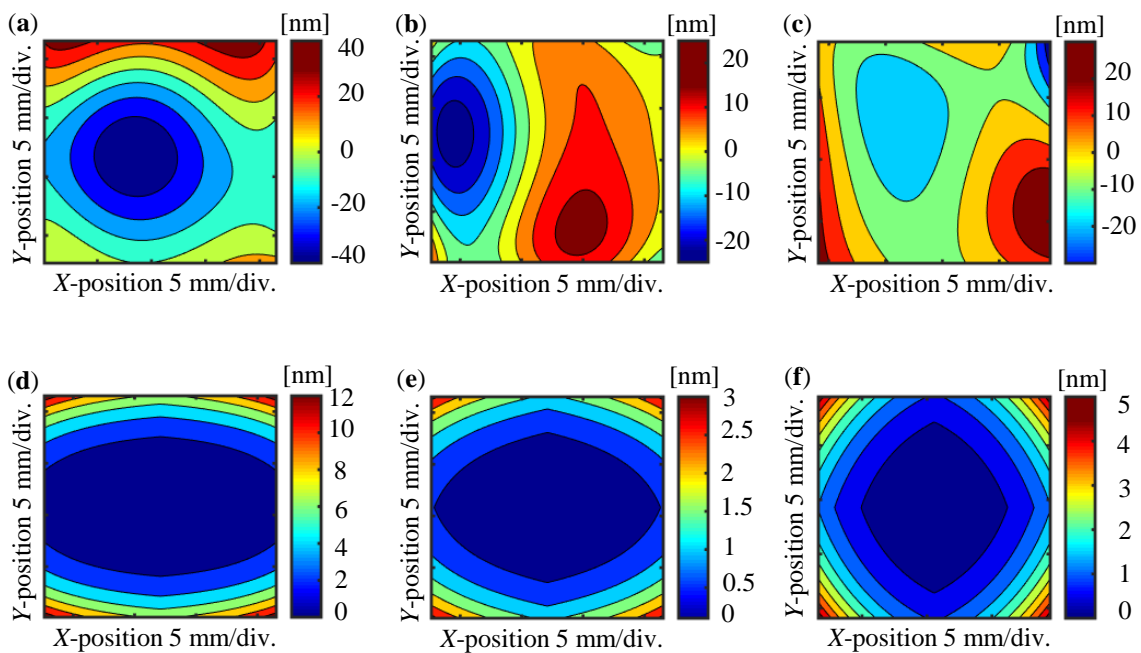 (a) [nm] (b) [nm] (c) [nm]
Y-position 5 mm/div. 40 20 0 -20 -40
X-position 5 mm/div.
Y-position 5 mm/div. 20 10 0 -10 -20
X-position 5 mm/div.
Y-position 5 mm/div. 20 10 0 -10 -20
X-position 5 mm/div.
(d) [nm] (e) [nm] (f) [nm]
Y-position 5 mm/div. 12 10 8 6 4 2 0
X-position 5 mm/div.
Y-position 5 mm/div. 3 2.5 2 1.5 1 0.5 0
X-position 5 mm/div.
Y-position 5 mm/div. 5 4 3 2 1 0
X-position 5 mm/div.